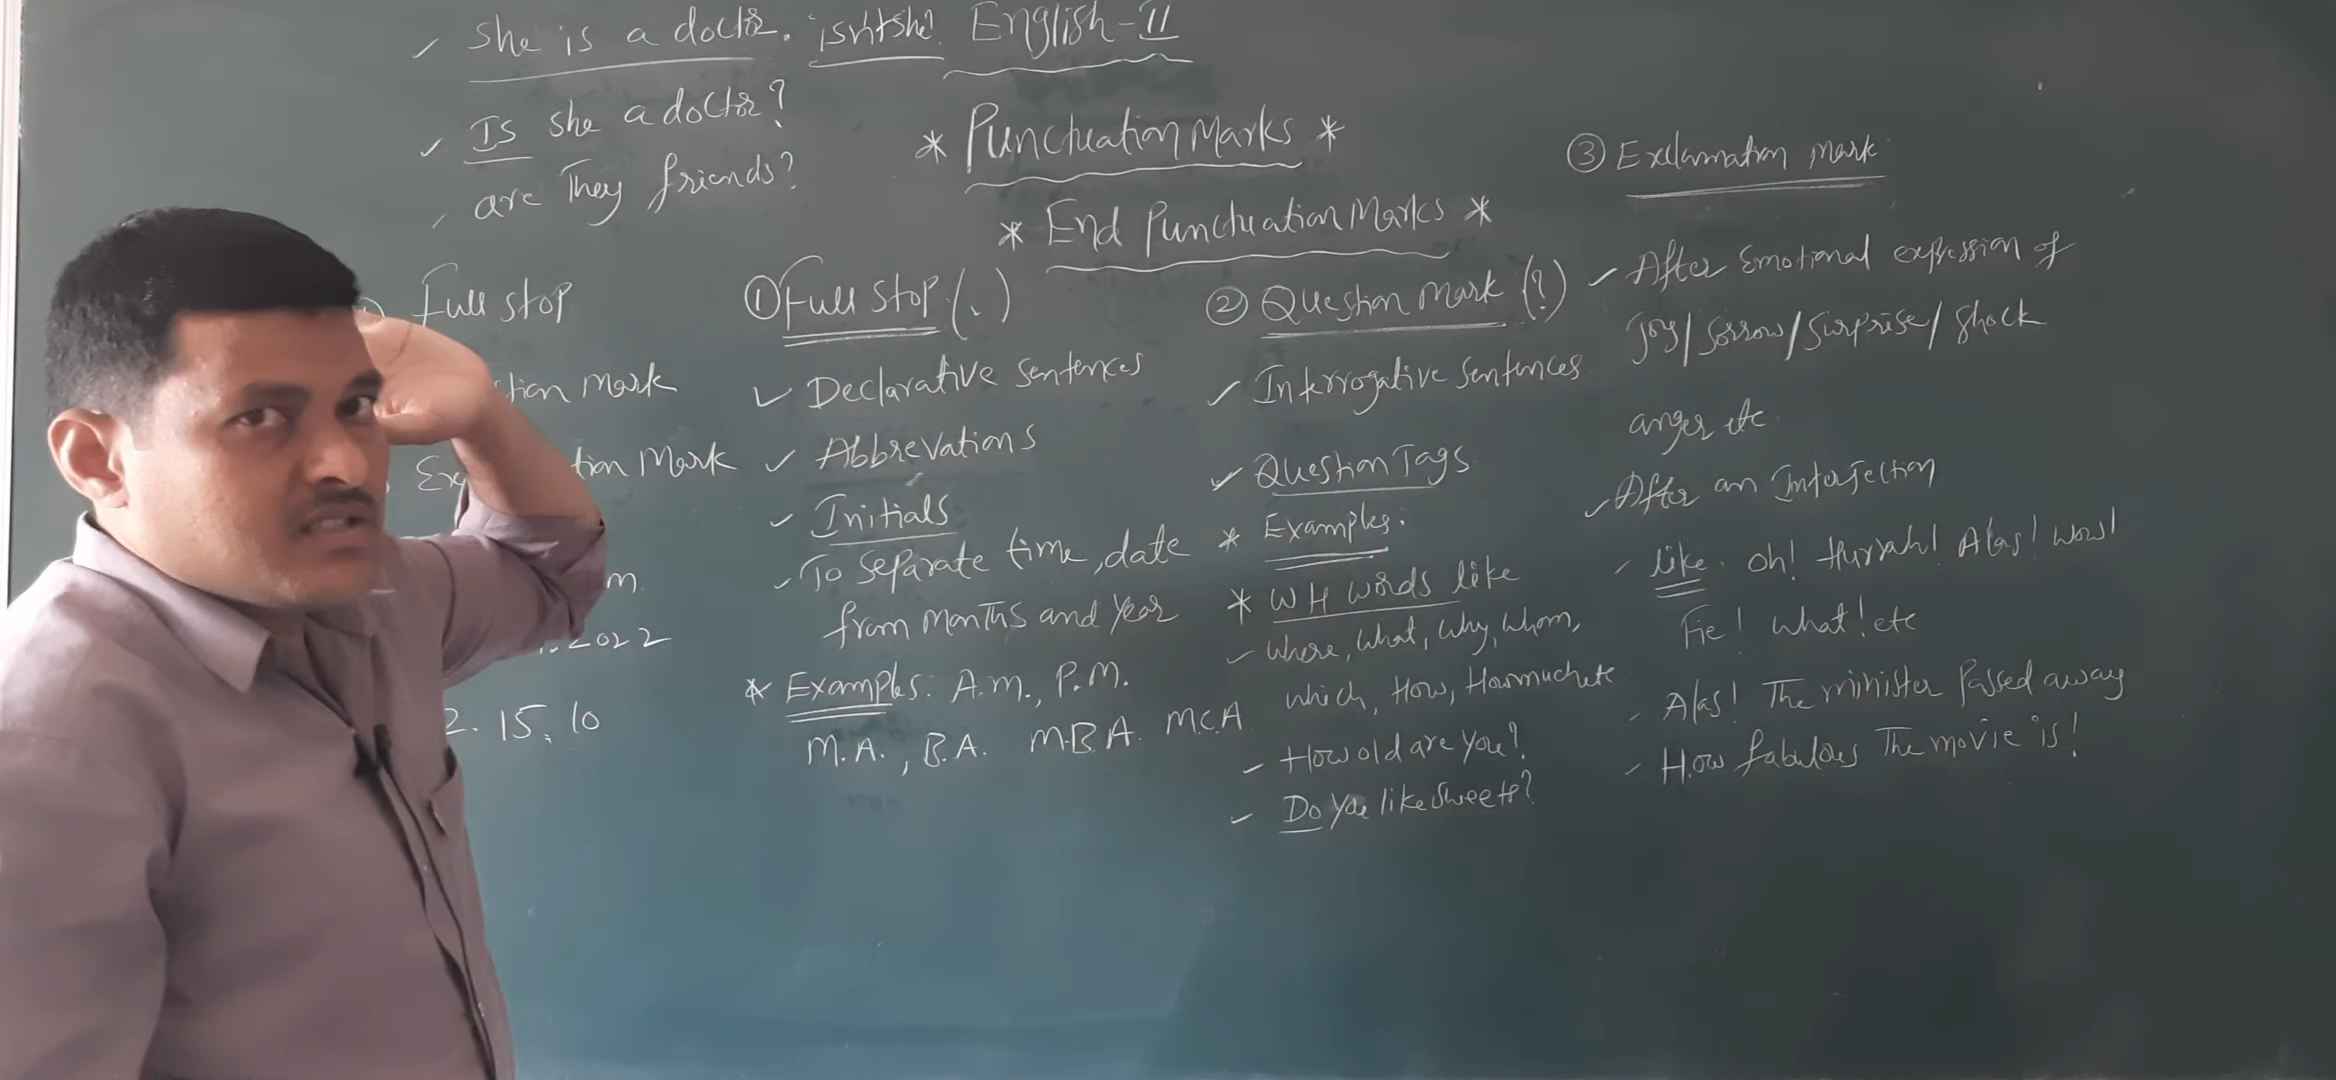 She is a doctor. isn't she? English - II
Is she a doctor?
are They friends?
* Punctuation Marks *
* End Punctuation Marks *
Full stop
tion mark
tion Mark
m.
.2022
2. 15. 10
① Full stop (.)
Declarative sentences
Abbrevations
Initials
To separate time, date
from months and year
* Examples: A.m., P.M.
M.A., B.A. M.B.A. M.C.A
② Question mark (?)
Interrogative sentences
Question Tags
* Examples:
* WH words like
Where, What, Why, Whom,
which, How, How much etc
How old are you?
Do you like sweets?
③ Exclamation mark
After Emotional expression of
Joy/ Sorrow/ Surprise/ Shock
anger etc.
After an Interjection
like: oh! Hurrah! Alas! Wow!
Fie! What! etc
Alas! The minister passed away
How fabulous The movie is!